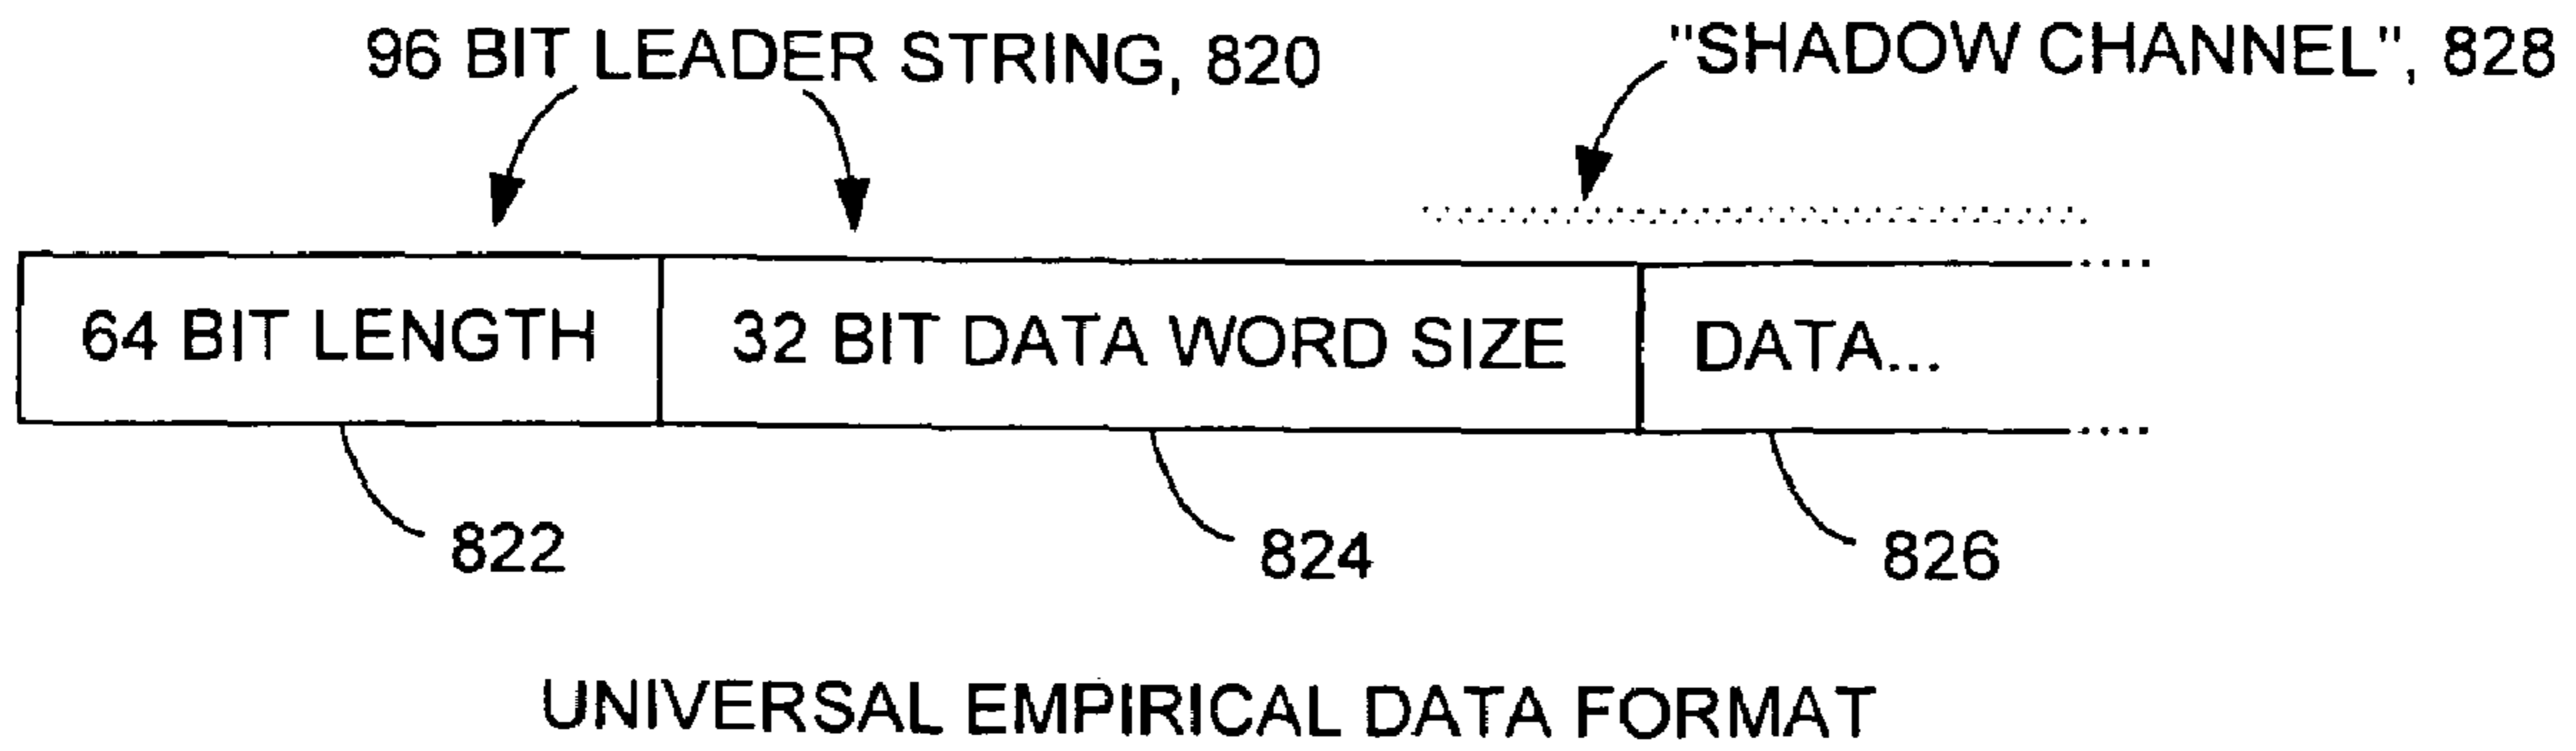 96 BIT LEADER STRING, 820
"SHADOW CHANNEL", 828
64 BIT LENGTH
32 BIT DATA WORD SIZE
DATA...
822
824
826
UNIVERSAL EMPIRICAL DATA FORMAT